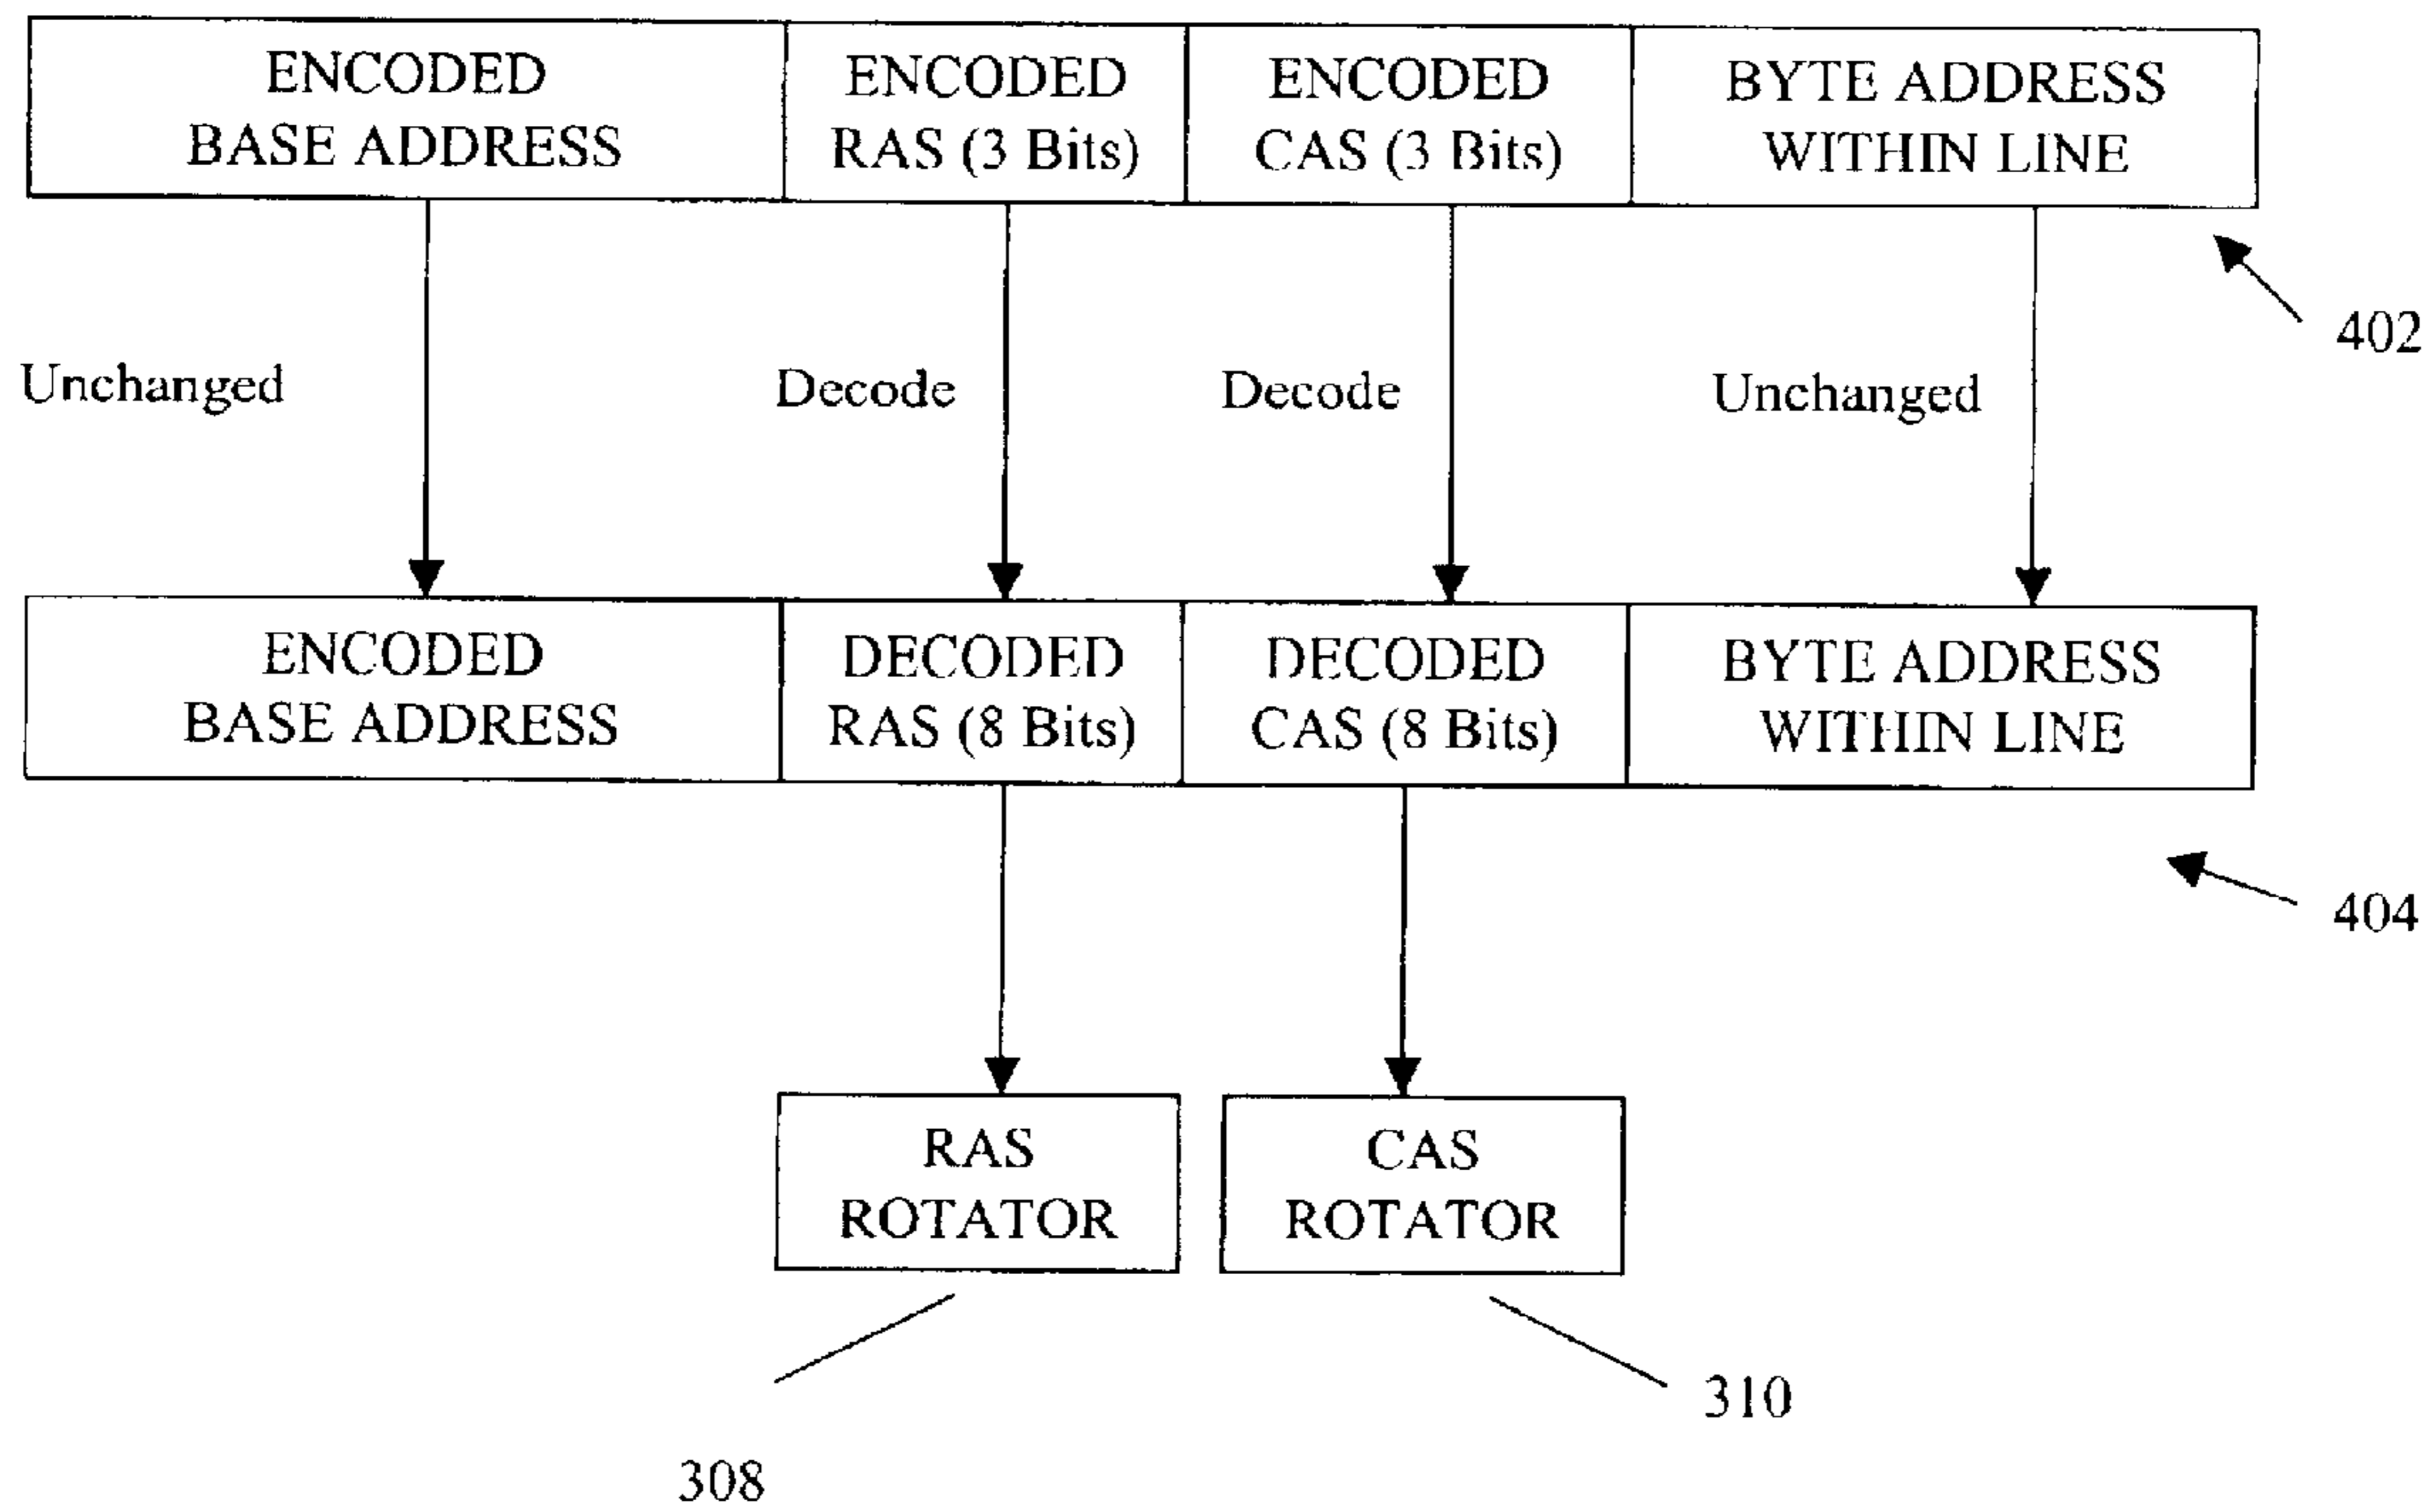 ENCODED
BASE ADDRESS
ENCODED
RAS (3 Bits)
ENCODED
CAS (3 Bits)
BYTE ADDRESS
WITHIN LINE
402
Unchanged
Decode
Decode
Unchanged
ENCODED
BASE ADDRESS
DECODED
RAS (8 Bits)
DECODED
CAS (8 Bits)
BYTE ADDRESS
WITHIN LINE
404
RAS
ROTATOR
CAS
ROTATOR
310
308